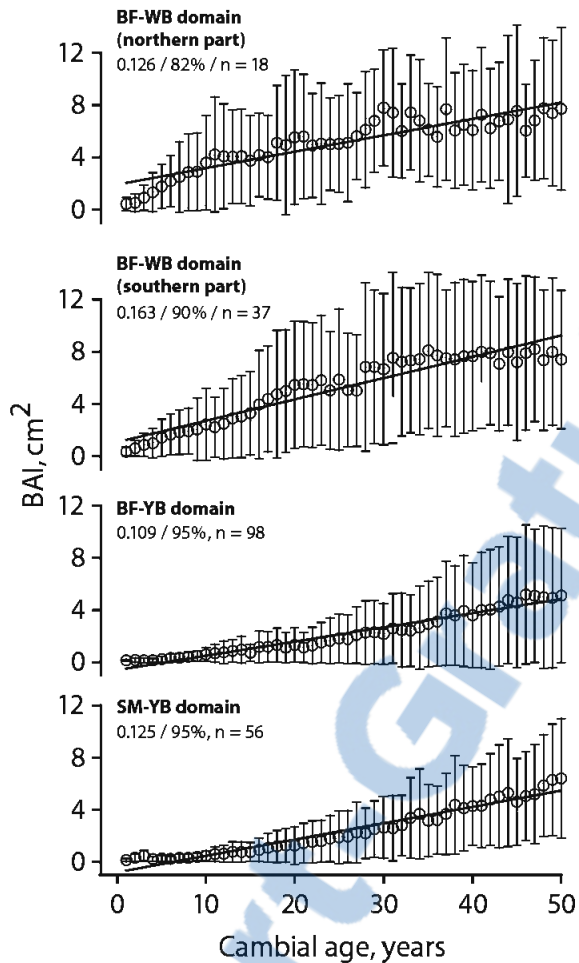 BF-WB domain
(northern part)
0.126 / 82% / n = 18
12
8
4
0
BF-WB domain
(southern part)
0.163 / 90% / n = 37
12
8
4
0
BAI, cm²
BF-YB domain
0.109 / 95%, n = 98
12
8
4
0
SM-YB domain
0.125 / 95%, n = 56
12
8
4
0
0 10 20 30 40 50
Cambial age, years
rt-Grati